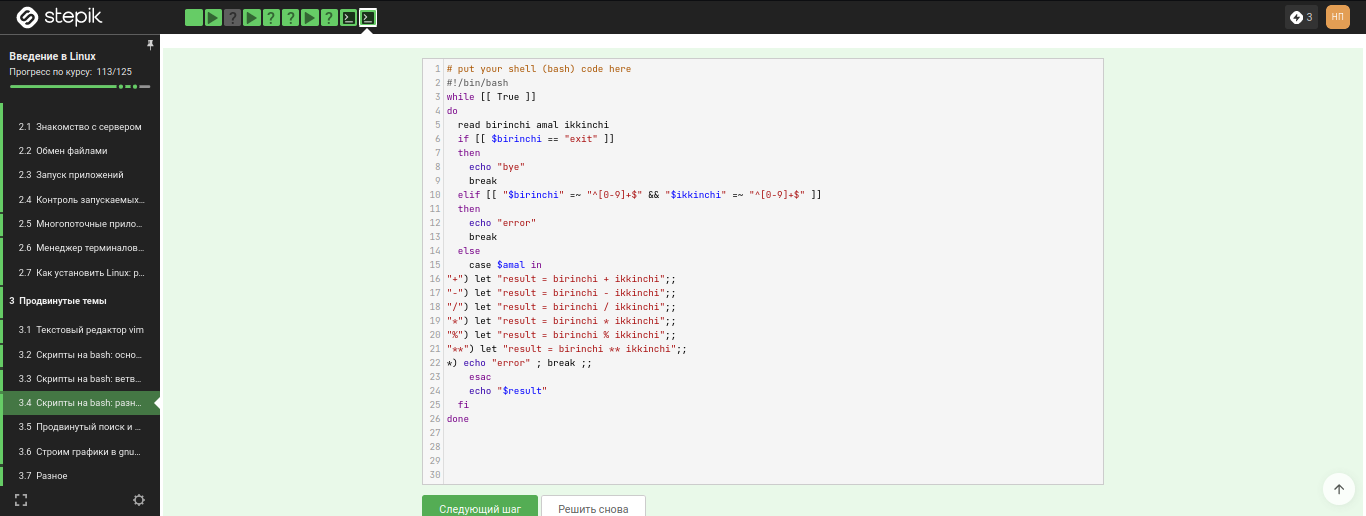 stepik
3
НП
Введение в Linux
Прогресс по курсу: 113/125
2.1 Знакомство с сервером
2.2 Обмен файлами
2.3 Запуск приложений
2.4 Контроль запускаемых...
2.5 Многопоточные прило...
2.6 Менеджер терминалов...
2.7 Как установить Linux: р...
3 Продвинутые темы
3.1 Текстовый редактор vim
3.2 Скрипты на bash: осно...
3.3 Скрипты на bash: ветв...
3.4 Скрипты на bash: разн...
3.5 Продвинутый поиск и ...
3.6 Строим графики в gnu...
3.7 Разное
1 # put your shell (bash) code here
2 #!/bin/bash
3 while [[ True ]]
4 do
5   read birinchi amal ikkinchi
6   if [[ $birinchi == "exit" ]]
7   then
8     echo "bye"
9     break
10   elif [[ "$birinchi" =~ "^[0-9]+$" && "$ikkinchi" =~ "^[0-9]+$" ]]
11   then
12     echo "error"
13     break
14   else
15     case $amal in
16 "+") let "result = birinchi + ikkinchi";;
17 "-") let "result = birinchi - ikkinchi";;
18 "/") let "result = birinchi / ikkinchi";;
19 "*") let "result = birinchi * ikkinchi";;
20 "%") let "result = birinchi % ikkinchi";;
21 "**") let "result = birinchi ** ikkinchi";;
22 *) echo "error" ; break ;;
23     esac
24     echo "$result"
25   fi
26 done
27
28
29
30
Следующий шаг
Решить снова